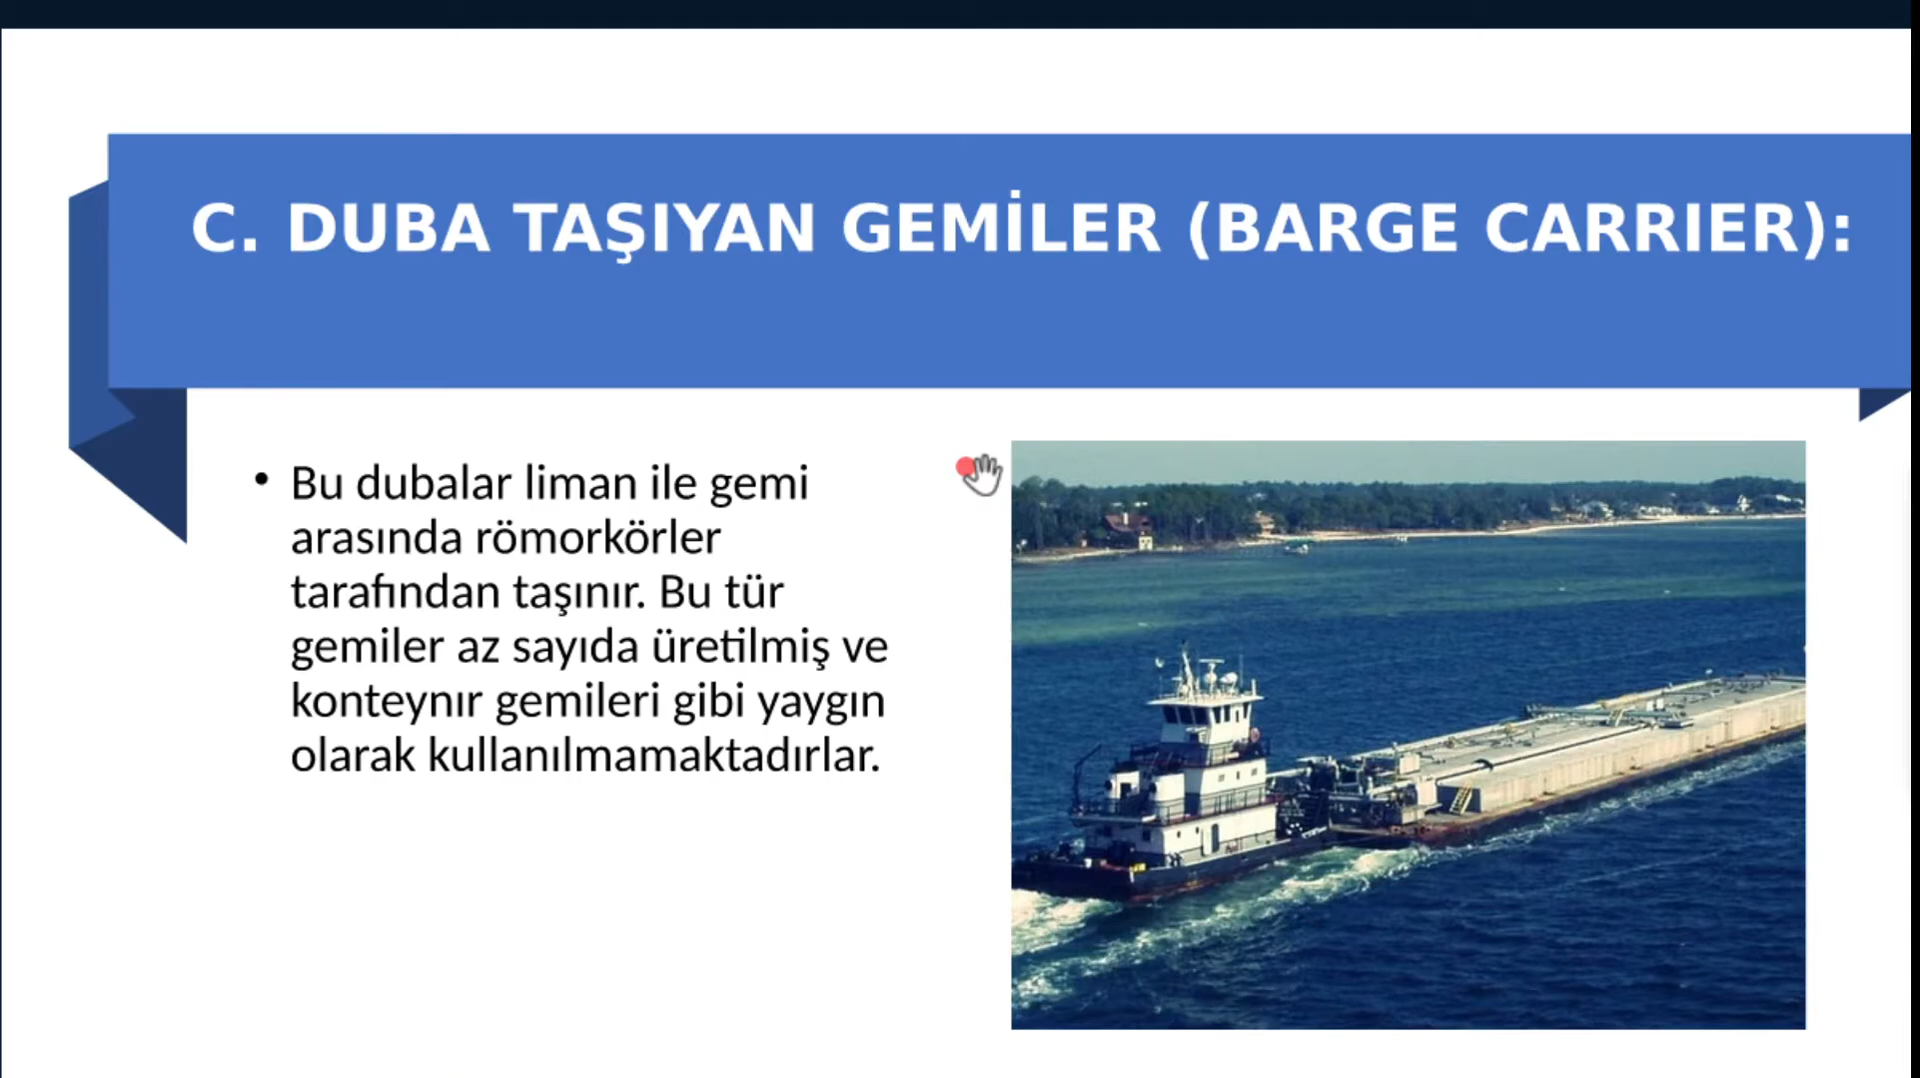 C. DUBA TAŞIYAN GEMİLER (BARGE CARRIER):
• Bu dubalar liman ile gemi
arasında römorkörler
tarafından taşınır. Bu tür
gemiler az sayıda üretilmiş ve
konteynır gemileri gibi yaygın
olarak kullanılmamaktadırlar.